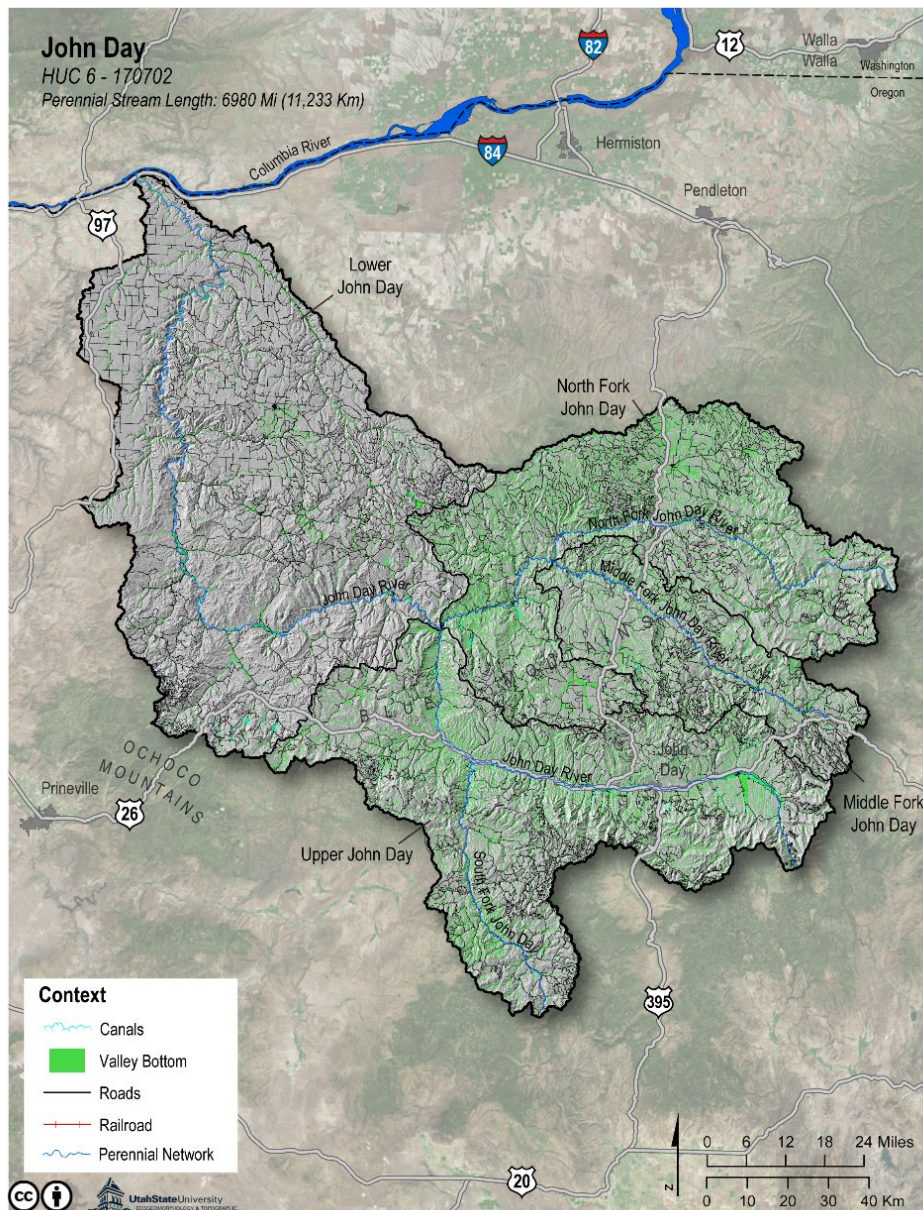 John Day
HUC 6 - 170702
Perennial Stream Length: 6980 Mi (11,233 Km)
82
12
Walla
Walla
Washington
Oregon
Columbia River
84
Hermiston
Pendleton
97
Lower
John Day
North Fork
John Day
North Fork John Day River
Middle Fork John Day River
John Day River
OCHOCO
MOUNTAINS
Prineville
26
John Day River
John
Day
Middle Fork
John Day
Upper John Day
South Fork John Day
395
Context
Canals
Valley Bottom
Roads
Railroad
Perennial Network
20
0 6 12 18 24 Miles
0 10 20 30 40 Km
z
cc
UtahStateUniversity
ECOGEOMORPHOLOGY & TOPOGRAPHIC